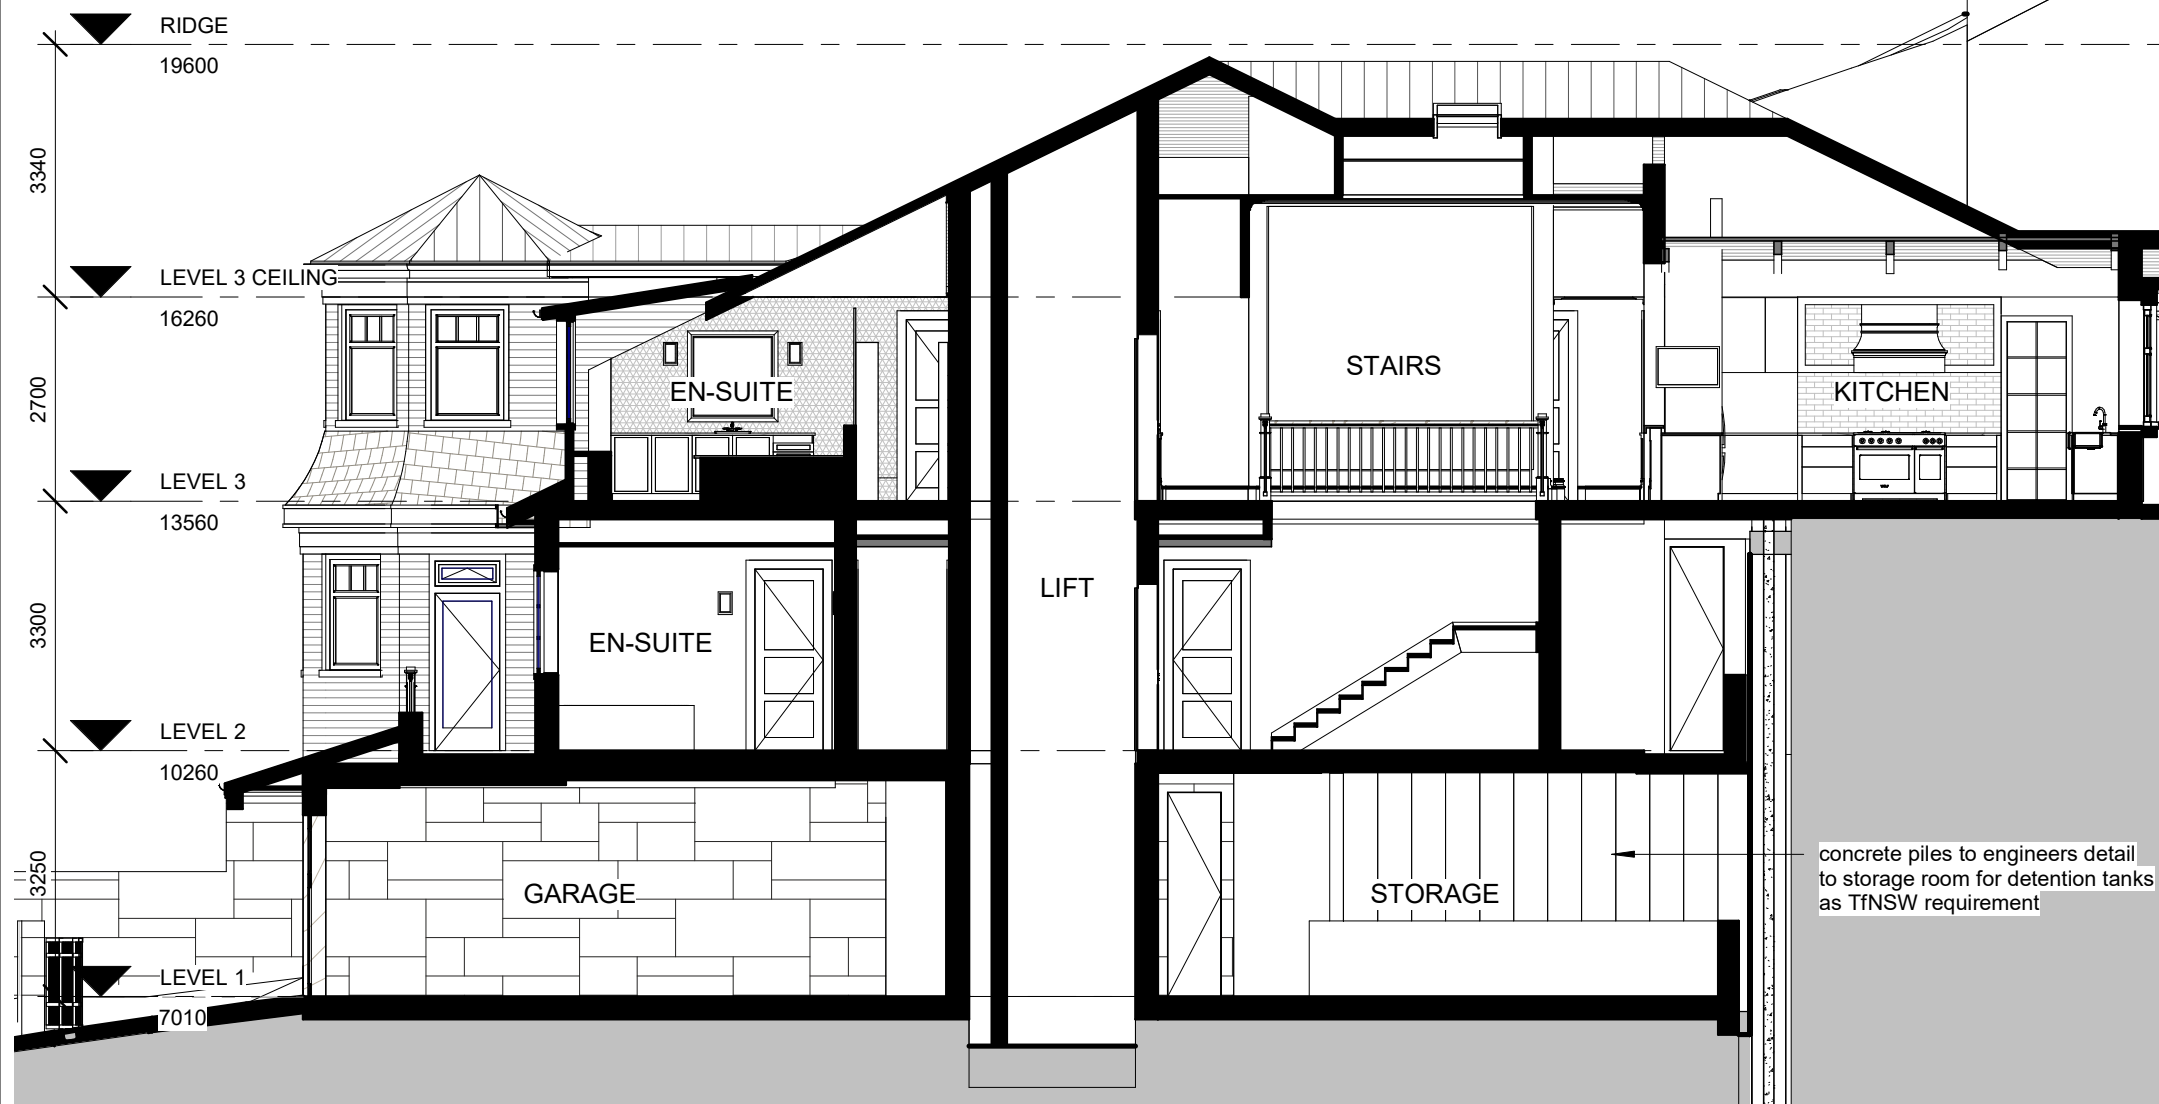 RIDGE
19600
3340
LEVEL 3 CEILING
16260
2700
EN-SUITE
STAIRS
KITCHEN
LEVEL 3
13560
3300
EN-SUITE
LIFT
LEVEL 2
10260
3250
GARAGE
STORAGE
concrete piles to engineers detail
to storage room for detention tanks
as TfNSW requirement
LEVEL 1
7010